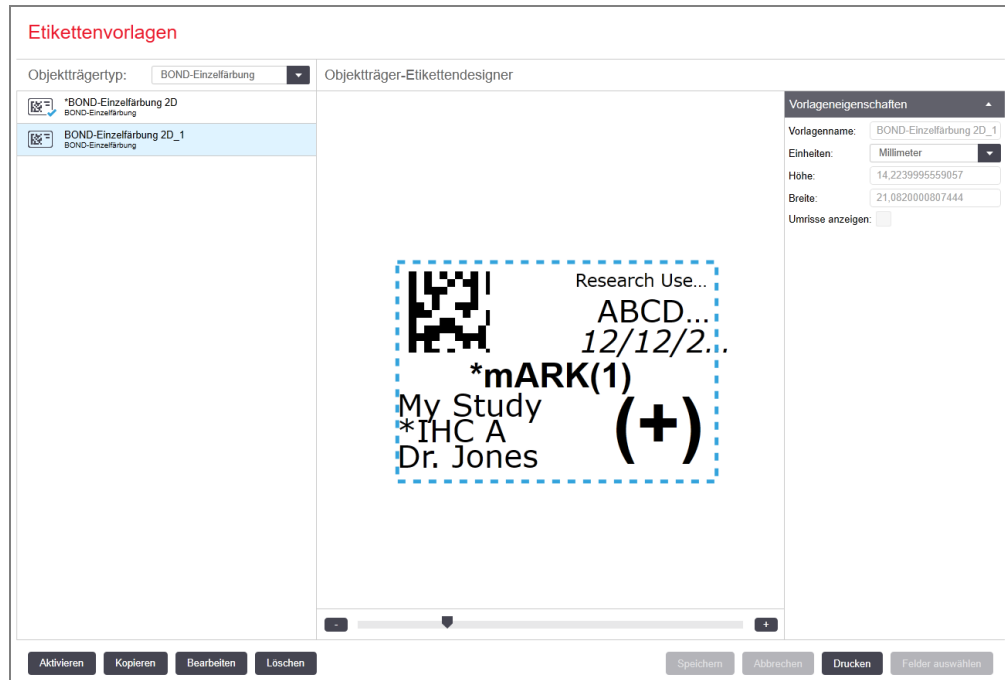 Etikettenvorlagen
Objektträgertyp: BOND-Einzelfärbung
Objektträger-Etikettendesigner
*BOND-Einzelfärbung 2D
BOND-Einzelfärbung
BOND-Einzelfärbung 2D_1
BOND-Einzelfärbung
Research Use...
ABCD...
12/12/2...
*mARK(1)
My Study
*IHC A
Dr. Jones
(+)
Vorlageneigenschaften
Vorlagenname: BOND-Einzelfärbung 2D_1
Einheiten: Millimeter
Höhe: 14,2239995559057
Breite: 21,0820000807444
Umrisse anzeigen:
- +
Aktivieren Kopieren Bearbeiten Löschen Speichern Abbrechen Drucken Felder auswählen